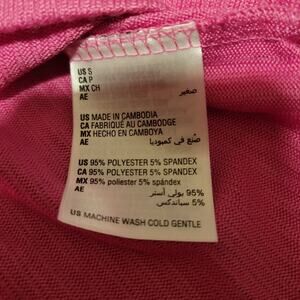 US S
CA P
MX CH
AE صغير
US MADE IN CAMBODIA
CA FABRIQUÉ AU CAMBODGE
MX HECHO EN CAMBOYA
AE صُنع في كمبوديا
US 95% POLYESTER 5% SPANDEX
CA 95% POLYESTER 5% SPANDEX
MX 95% poliester 5% spándex
AE 95% بولي أستر
5% سباندكس
US MACHINE WASH COLD GENTLE